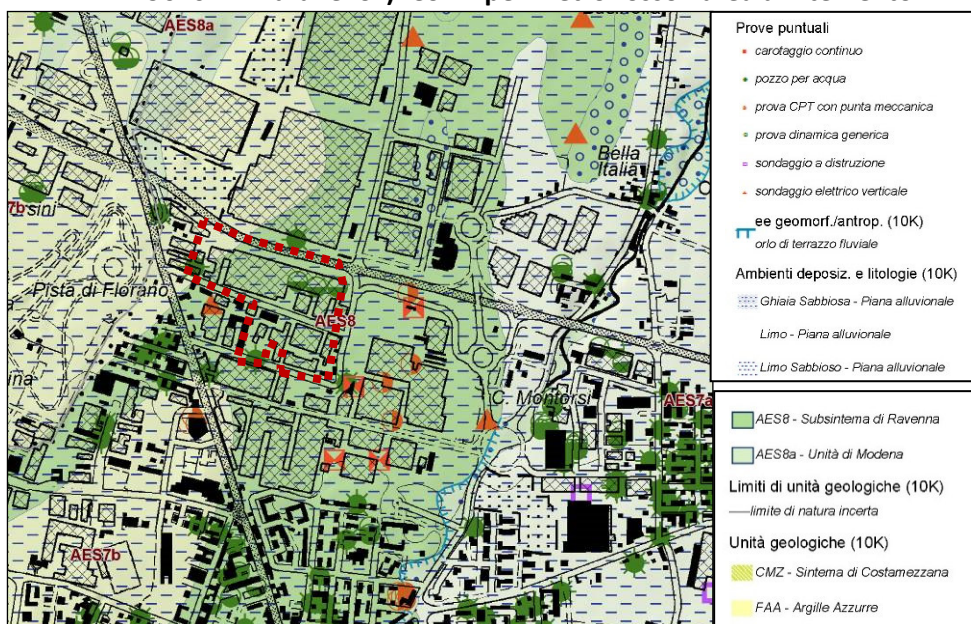 AES8a
Bella
Italia
7b
sini
Pista di Fiorano
AES8
ina
C. Montorsi
AES7a
AES7b
Prove puntuali
carotaggio continuo
pozzo per acqua
prova CPT con punta meccanica
prova dinamica generica
sondaggio a distruzione
sondaggio elettrico verticale
ee geomorf./antrop. (10K)
orlo di terrazzo fluviale
Ambienti deposiz. e litologie (10K)
Ghiaia Sabbiosa - Piana alluvionale
Limo - Piana alluvionale
Limo Sabbioso - Piana alluvionale
AES8 - Subsintema di Ravenna
AES8a - Unità di Modena
Limiti di unità geologiche (10K)
limite di natura incerta
Unità geologiche (10K)
CMZ - Sintema di Costamezzana
FAA - Argille Azzurre